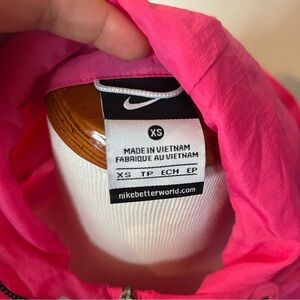 XS
MADE IN VIETNAM
FABRIQUE AU VIETNAM
XS TP ECH EP
nikebetterworld.com